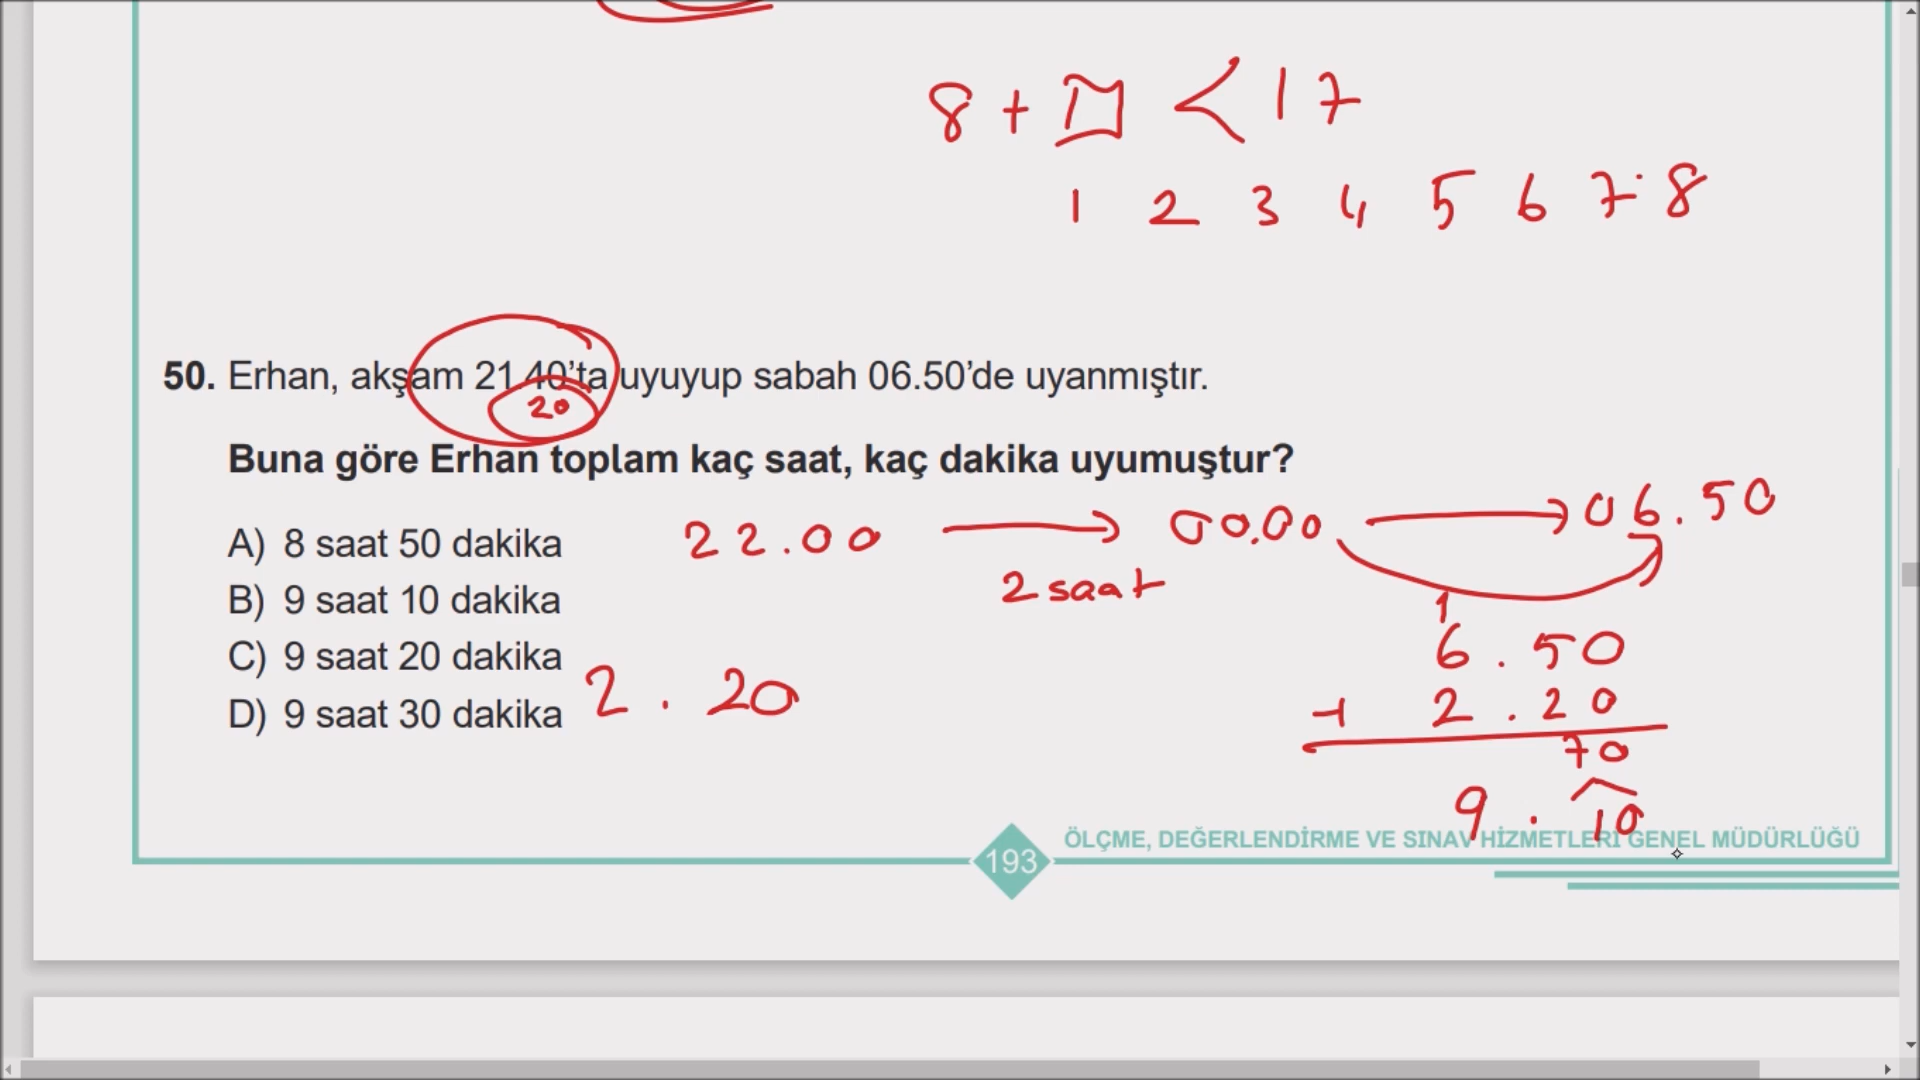 8 + □ < 17
1 2 3 4 5 6 7 8
50. Erhan, akşam 21.40'ta uyuyup sabah 06.50'de uyanmıştır.
20
Buna göre Erhan toplam kaç saat, kaç dakika uyumuştur?
22.00 → 00.00 → 06.50
2 saat
A) 8 saat 50 dakika
B) 9 saat 10 dakika
C) 9 saat 20 dakika
D) 9 saat 30 dakika
2.20
1
6.50
+ 2.20
70
9.10
ÖLÇME, DEĞERLENDİRME VE SINAV HİZMETLERİ GENEL MÜDÜRLÜĞÜ
193